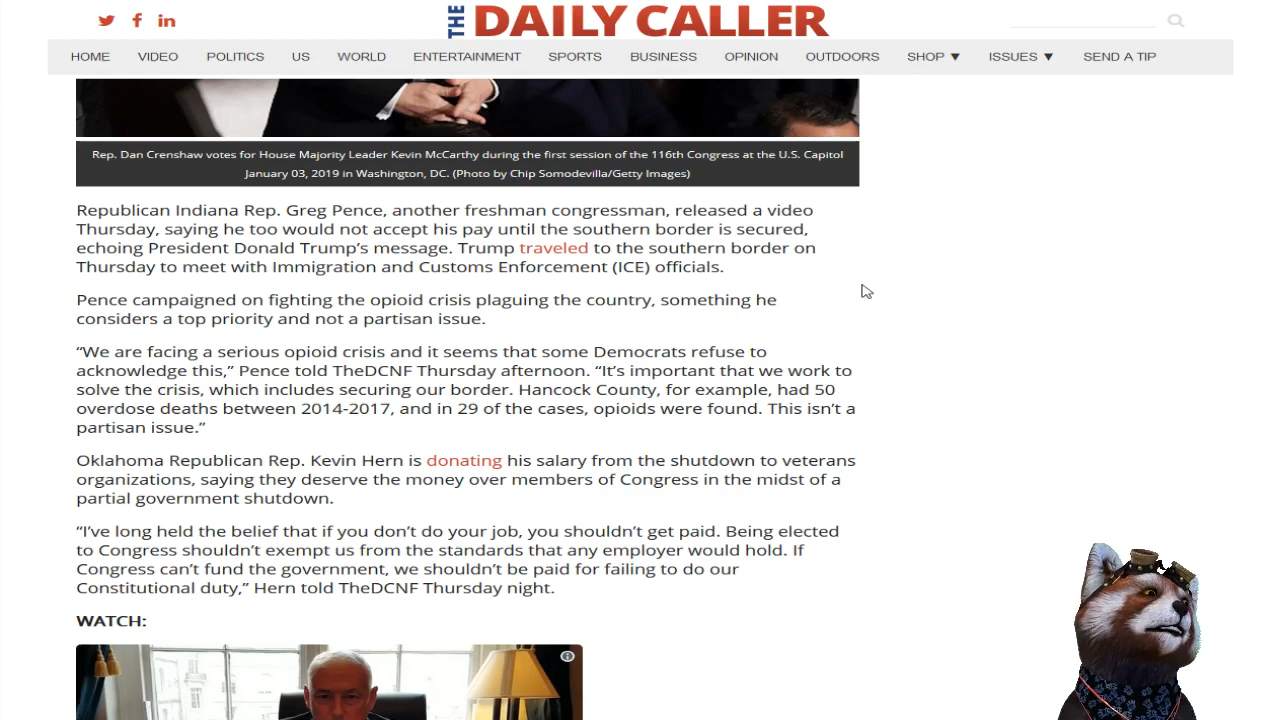 THE DAILY CALLER
HOME VIDEO POLITICS US WORLD ENTERTAINMENT SPORTS BUSINESS OPINION OUTDOORS SHOP ▼ ISSUES ▼ SEND A TIP
Rep. Dan Crenshaw votes for House Majority Leader Kevin McCarthy during the first session of the 116th Congress at the U.S. Capitol
January 03, 2019 in Washington, DC. (Photo by Chip Somodevilla/Getty Images)
Republican Indiana Rep. Greg Pence, another freshman congressman, released a video
Thursday, saying he too would not accept his pay until the southern border is secured,
echoing President Donald Trump’s message. Trump traveled to the southern border on
Thursday to meet with Immigration and Customs Enforcement (ICE) officials.
Pence campaigned on fighting the opioid crisis plaguing the country, something he
considers a top priority and not a partisan issue.
“We are facing a serious opioid crisis and it seems that some Democrats refuse to
acknowledge this,” Pence told TheDCNF Thursday afternoon. “It’s important that we work to
solve the crisis, which includes securing our border. Hancock County, for example, had 50
overdose deaths between 2014-2017, and in 29 of the cases, opioids were found. This isn’t a
partisan issue.”
Oklahoma Republican Rep. Kevin Hern is donating his salary from the shutdown to veterans
organizations, saying they deserve the money over members of Congress in the midst of a
partial government shutdown.
“I’ve long held the belief that if you don’t do your job, you shouldn’t get paid. Being elected
to Congress shouldn’t exempt us from the standards that any employer would hold. If
Congress can’t fund the government, we shouldn’t be paid for failing to do our
Constitutional duty,” Hern told TheDCNF Thursday night.
WATCH: